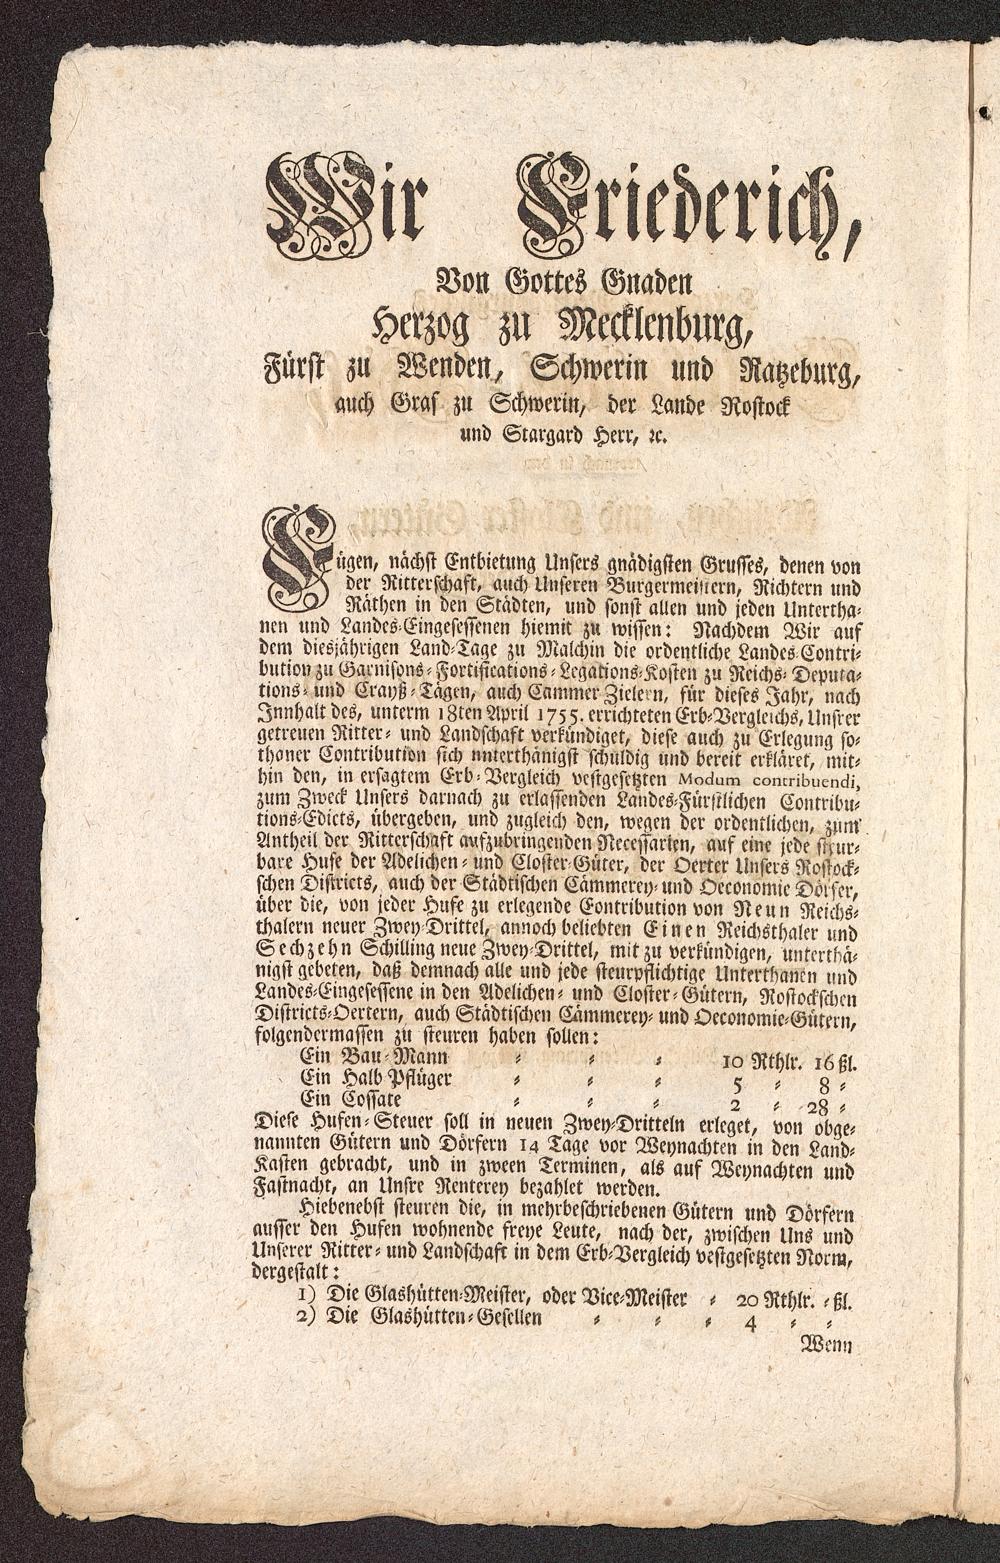 Wir Friederich,
Von Gottes Gnaden
Herzog zu Mecklenburg,
Fürst zu Wenden, Schwerin und Ratzeburg,
auch Graf zu Schwerin, der Lande Rostock
und Stargard Herr, ꝛc.
Fügen, nächst Entbietung Unsers gnädigsten Grusses, denen von
der Ritterschaft, auch Unseren Burgermeistern, Richtern und
Räthen in den Städten, und sonst allen und jeden Untertha-
nen und Landes-Eingesessenen hiemit zu wissen: Nachdem Wir auf
dem diesjährigen Land-Tage zu Malchin die ordentliche Landes-Contri-
bution zu Garnisons- Fortifications- Legations-Kosten zu Reichs- Deputa-
tions- und Crayß-Tägen, auch Cammer-Zielern, für dieses Jahr, nach
Innhalt des, unterm 18ten April 1755. errichteten Erb-Vergleichs, Unsrer
getreuen Ritter- und Landschaft verkündiget, diese auch zu Erlegung so-
thaner Contribution sich unterthänigst schuldig und bereit erkläret, mit-
hin den, in ersagtem Erb-Vergleich vestgesetzten Modum contribuendi,
zum Zweck Unsers darnach zu erlassenden Landes-Fürstlichen Contribu-
tions-Edicts, übergeben, und zugleich den, wegen der ordentlichen, zum
Antheil der Ritterschaft aufzubringenden Necessarien, auf eine jede steur-
bare Hufe der Adelichen- und Closter-Güter, der Oerter Unsers Rostock-
schen Districts, auch der Städtischen Cämmerey- und Oeconomie Dörfer,
über die, von jeder Hufe zu erlegende Contribution von Neun Reichs-
thalern neuer Zwey-Drittel, annoch beliebten Einen Reichsthaler und
Sechzehn Schilling neue Zwey-Drittel, mit zu verkündigen, unterthä-
nigst gebeten, daß demnach alle und jede steurpflichtige Unterthanen und
Landes-Eingesessene in den Adelichen- und Closter-Gütern, Rostockschen
Districts-Oertern, auch Städtischen Cämmerey- und Oeconomie-Gütern,
folgendermassen zu steuren haben sollen:
Ein Bau-Mann - - - 10 Rthlr. 16 ßl.
Ein Halb Pflüger - - - 5 - 8 -
Ein Cossate - - - 2 - 28 -
Diese Hufen-Steuer soll in neuen Zwey-Dritteln erleget, von obge-
nannten Gütern und Dörfern 14 Tage vor Weynachten in den Land-
Kasten gebracht, und in zween Terminen, als auf Weynachten und
Fastnacht, an Unsre Renterey bezahlet werden.
Hiebenebst steuren die, in mehrbeschriebenen Gütern und Dörfern
ausser den Hufen wohnende freye Leute, nach der, zwischen Uns und
Unserer Ritter- und Landschaft in dem Erb-Vergleich vestgesetzten Norm,
dergestalt:
1) Die Glashütten-Meister, oder Vice-Meister - 20 Rthlr. - ßl.
2) Die Glashütten-Gesellen - - - 4 - -
Wenn